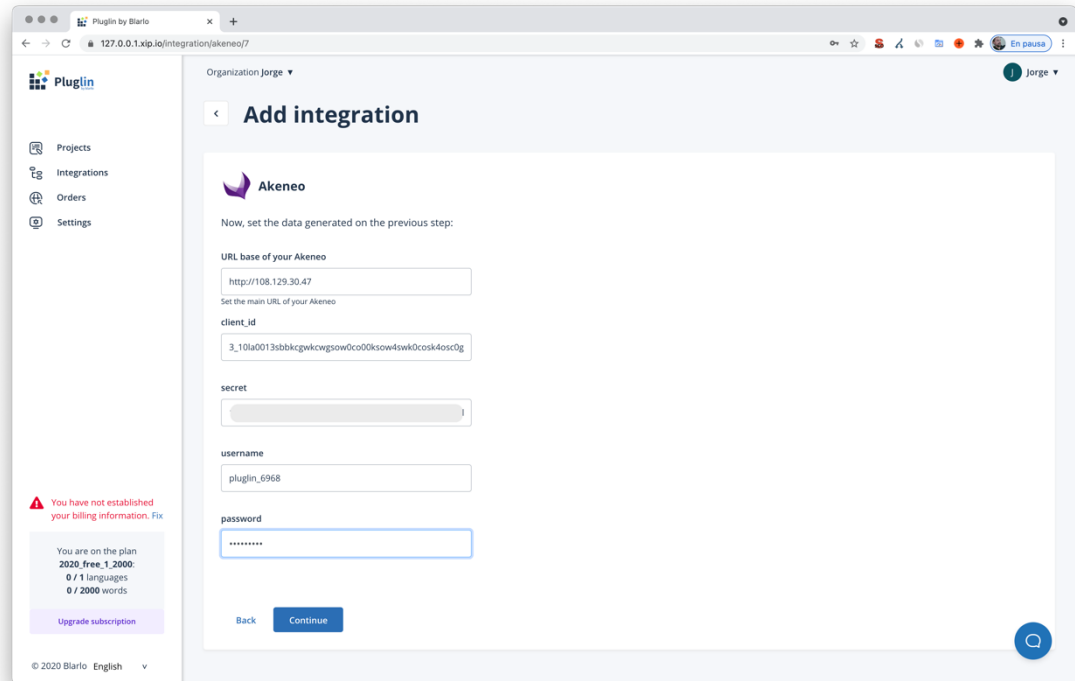 Pluglin by Blarlo
127.0.0.1.xip.io/integration/akeneo/7
En pausa
Pluglin
Organization Jorge
J Jorge
Add integration
Projects
Integrations
Orders
Settings
Akeneo
Now, set the data generated on the previous step:
URL base of your Akeneo
http://108.129.30.47
Set the main URL of your Akeneo
client_id
3_10la0013sbbkcgwkcwgsow0co00ksow4swk0cosk4osc0g
secret
username
pluglin_6968
password
•••••••••
Back
Continue
You have not established
your billing information. Fix
You are on the plan
2020_free_1_2000:
0 / 1 languages
0 / 2000 words
Upgrade subscription
© 2020 Blarlo English